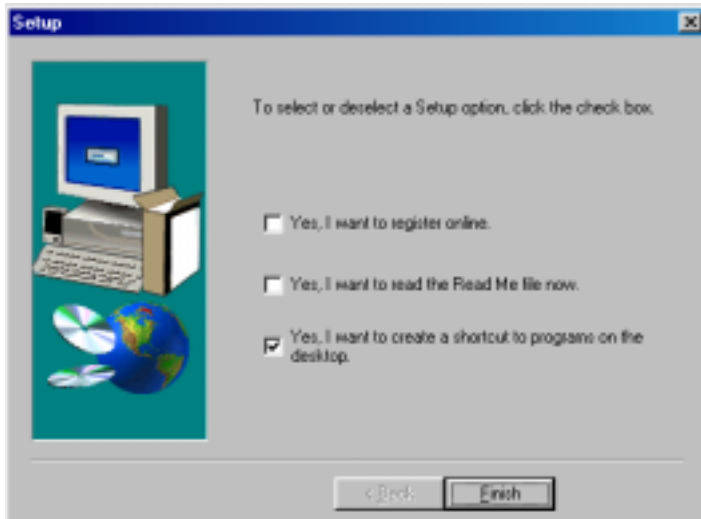 Setup
To select or deselect a Setup option, click the check box.
Yes, I want to register online.
Yes, I want to read the Read Me file now.
Yes, I want to create a shortcut to programs on the
desktop.
< Back
Finish